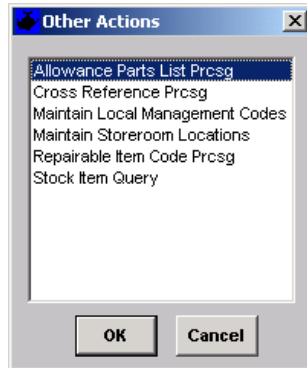 Other Actions
Allowance Parts List Prcsg
Cross Reference Prcsg
Maintain Local Management Codes
Maintain Storeroom Locations
Repairable Item Code Prcsg
Stock Item Query
OK Cancel